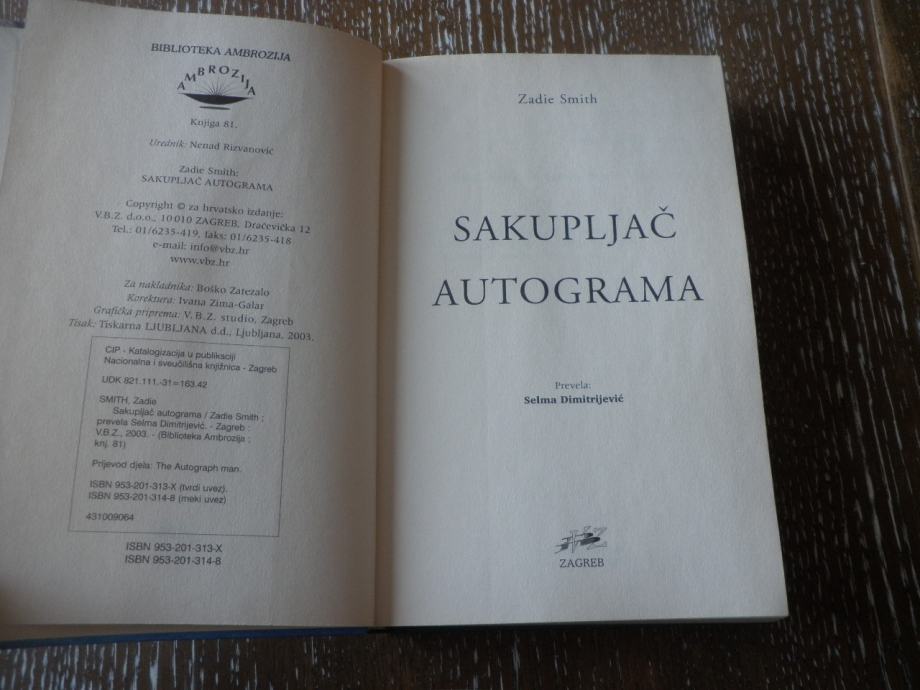 BIBLIOTEKA AMBROZIJA
AMBROZIJA
Knjiga 81.
Urednik: Nenad Rizvanović
Zadie Smith:
SAKUPLJAČ AUTOGRAMA
Copyright © za hrvatsko izdanje:
V.B.Z. d.o.o., 10010 ZAGREB, Dračevička 12
Tel.: 01/6235-419, faks: 01/6235-418
e-mail: info@vbz.hr
www.vbz.hr
Za nakladnika: Boško Zatezalo
Korektura: Ivana Zima-Galar
Grafička priprema: V.B.Z. studio, Zagreb
Tisak: Tiskarna LJUBLJANA d.d., Ljubljana, 2003.
CIP - Katalogizacija u publikaciji
Nacionalna i sveučilišna knjižnica - Zagreb
UDK 821.111.-31=163.42
SMITH, Zadie
Sakupljač autograma / Zadie Smith ;
prevela Selma Dimitrijević. - Zagreb :
V.B.Z., 2003. - (Biblioteka Ambrozija ;
knj. 81)
Prijevod djela: The Autograph man.
ISBN 953-201-313-X (tvrdi uvez).
ISBN 953-201-314-8 (meki uvez)
431009064
ISBN 953-201-313-X
ISBN 953-201-314-8
Zadie Smith
SAKUPLJAČ
AUTOGRAMA
Prevela:
Selma Dimitrijević
VBZ
ZAGREB